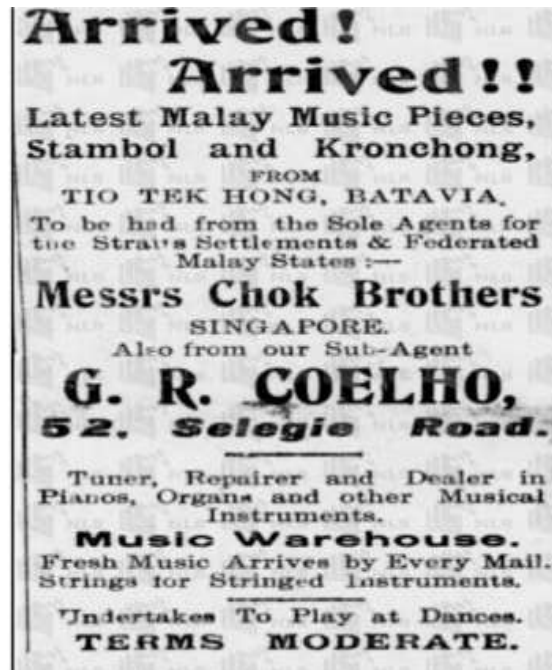 Arrived!
Arrived!!
Latest Malay Music Pieces,
Stambol and Kronchong,
FROM
TIO TEK HONG, BATAVIA.
To be had from the Sole Agents for
the Straits Settlements & Federated
Malay States :—
Messrs Chok Brothers
SINGAPORE.
Also from our Sub-Agent
G. R. COELHO,
52, Selegie Road.
Tuner, Repairer and Dealer in
Pianos, Organs and other Musical
Instruments.
Music Warehouse.
Fresh Music Arrives by Every Mail.
Strings for Stringed Instruments.
Undertakes To Play at Dances.
TERMS MODERATE.